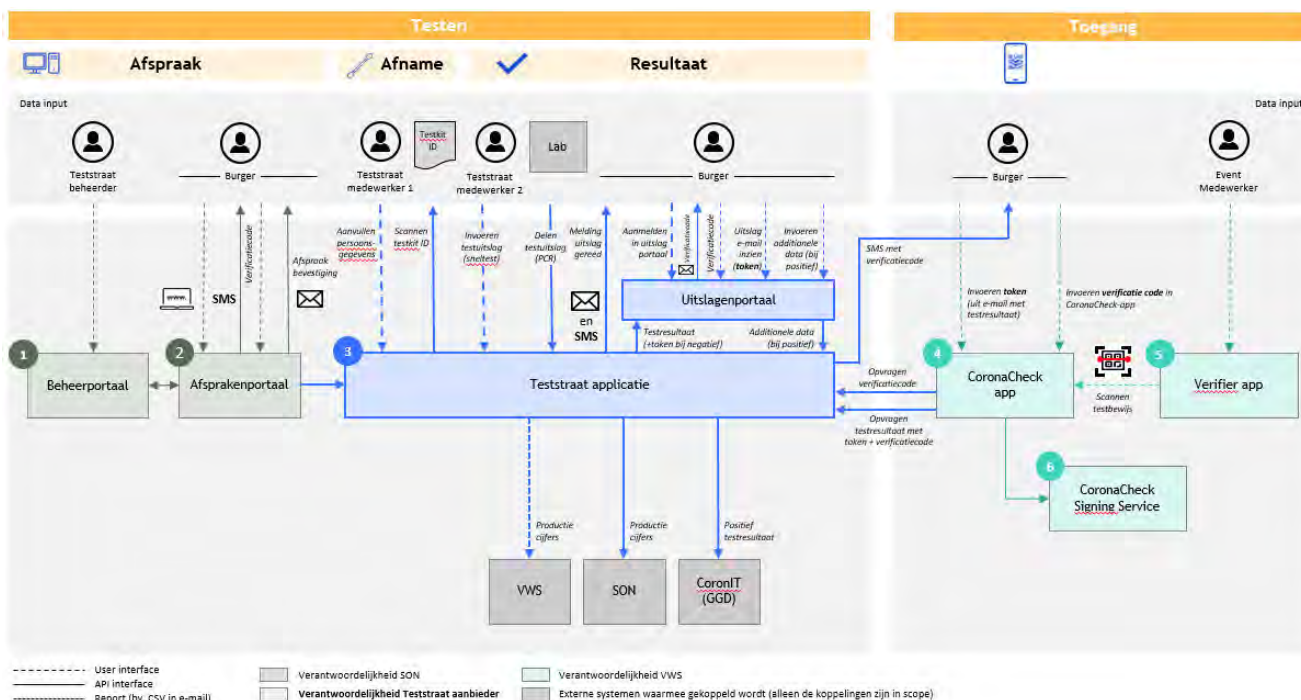 Testen
Toegang
Afspraak
Afname
Resultaat
Data input
Data input
Teststraat
beheerder
Burger
Teststraat
medewerker 1
Testkit
ID
Teststraat
medewerker 2
Lab
Burger
Burger
Event
Medewerker
www.
SMS
Verificatiecode
Afspraak
bevestiging
Aanvullen
persoons-
gegevens
Scannen
testkit ID
Invoeren
testuitslag
(sneltest)
Delen
testuitslag
(PCR)
Melding
uitslag
gereed
en
SMS
Aanmelden
in uitslag
portaal
Verificatiecode
Verificatiecode
Uitslag
e-mail
inzien
(token)
Invoeren
additionele
data (bij
positief)
Uitslagenportaal
Testresultaat
(+token bij negatief)
Additionele data
(bij positief)
SMS met
verificatiecode
Invoeren token
(uit e-mail met
testresultaat)
Invoeren verificatie code in
CoronaCheck-app
1
Beheerportaal
2
Afsprakenportaal
3
Teststraat applicatie
Opvragen
verificatiecode
Opvragen
testresultaat met
token + verificatiecode
4
CoronaCheck
app
Scannen
testbewijs
5
Verifier app
6
CoronaCheck
Signing Service
Productie
cijfers
Productie
cijfers
Positief
testresultaat
VWS
SON
CoronIT
(GGD)
User interface
API interface
Report (bv. CSV in e-mail)
Verantwoordelijkheid SON
Verantwoordelijkheid Teststraat aanbieder
Verantwoordelijkheid VWS
Externe systemen waarmee gekoppeld wordt (alleen de koppelingen zijn in scope)